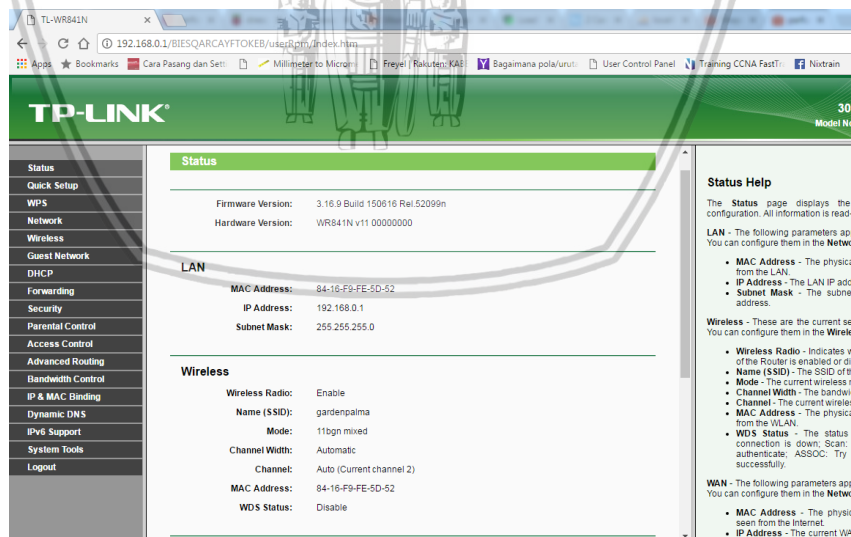 TL-WR841N
192.168.0.1/BIESQARCAYFTOKEB/userRpm/Index.htm
Apps Bookmarks Cara Pasang dan Sett Millimeter to Microm Freyel | Rakuten: KAE Bagaimana pola/urut User Control Panel Training CCNA FastTr Nixtrain
TP-LINK®
30
Model No
Status
Quick Setup
WPS
Network
Wireless
Guest Network
DHCP
Forwarding
Security
Parental Control
Access Control
Advanced Routing
Bandwidth Control
IP & MAC Binding
Dynamic DNS
IPv6 Support
System Tools
Logout
Status
Firmware Version: 3.16.9 Build 150616 Rel.52099n
Hardware Version: WR841N v11 00000000
LAN
MAC Address: 84-16-F9-FE-5D-52
IP Address: 192.168.0.1
Subnet Mask: 255.255.255.0
Wireless
Wireless Radio: Enable
Name (SSID): gardenpalma
Mode: 11bgn mixed
Channel Width: Automatic
Channel: Auto (Current channel 2)
MAC Address: 84-16-F9-FE-5D-52
WDS Status: Disable
Status Help
The Status page displays the
configuration. All information is read-
LAN - The following parameters ap
You can configure them in the Netwo
• MAC Address - The physica
from the LAN.
• IP Address - The LAN IP add
• Subnet Mask - The subne
address.
Wireless - These are the current se
You can configure them in the Wirele
• Wireless Radio - Indicates w
of the Router is enabled or di
• Name (SSID) - The SSID of th
• Mode - The current wireless m
• Channel Width - The bandwi
• Channel - The current wireles
• MAC Address - The physica
from the WLAN.
• WDS Status - The status
connection is down; Scan:
authenticate; ASSOC: Try
successfully.
WAN - The following parameters app
You can configure them in the Netwo
• MAC Address - The physic
seen from the Internet.
• IP Address - The current WA